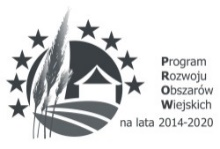 Program
Rozwoju
Obszarów
Wiejskich
na lata 2014-2020